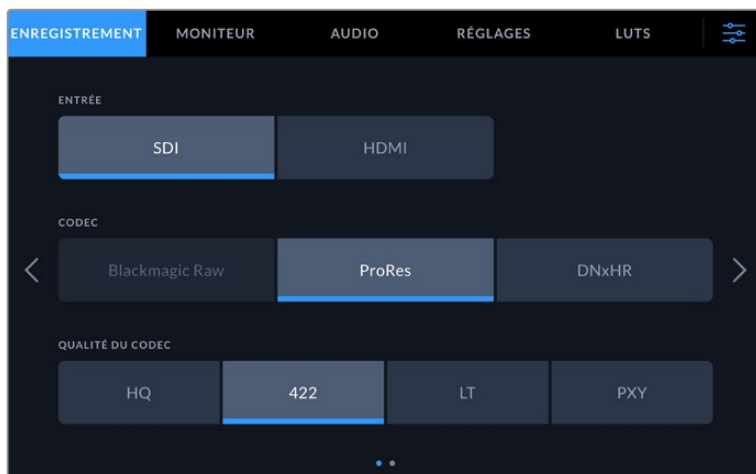 ENREGISTREMENT MONITEUR AUDIO RÉGLAGES LUTS
ENTRÉE
SDI HDMI
CODEC
Blackmagic Raw ProRes DNxHR
QUALITÉ DU CODEC
HQ 422 LT PXY